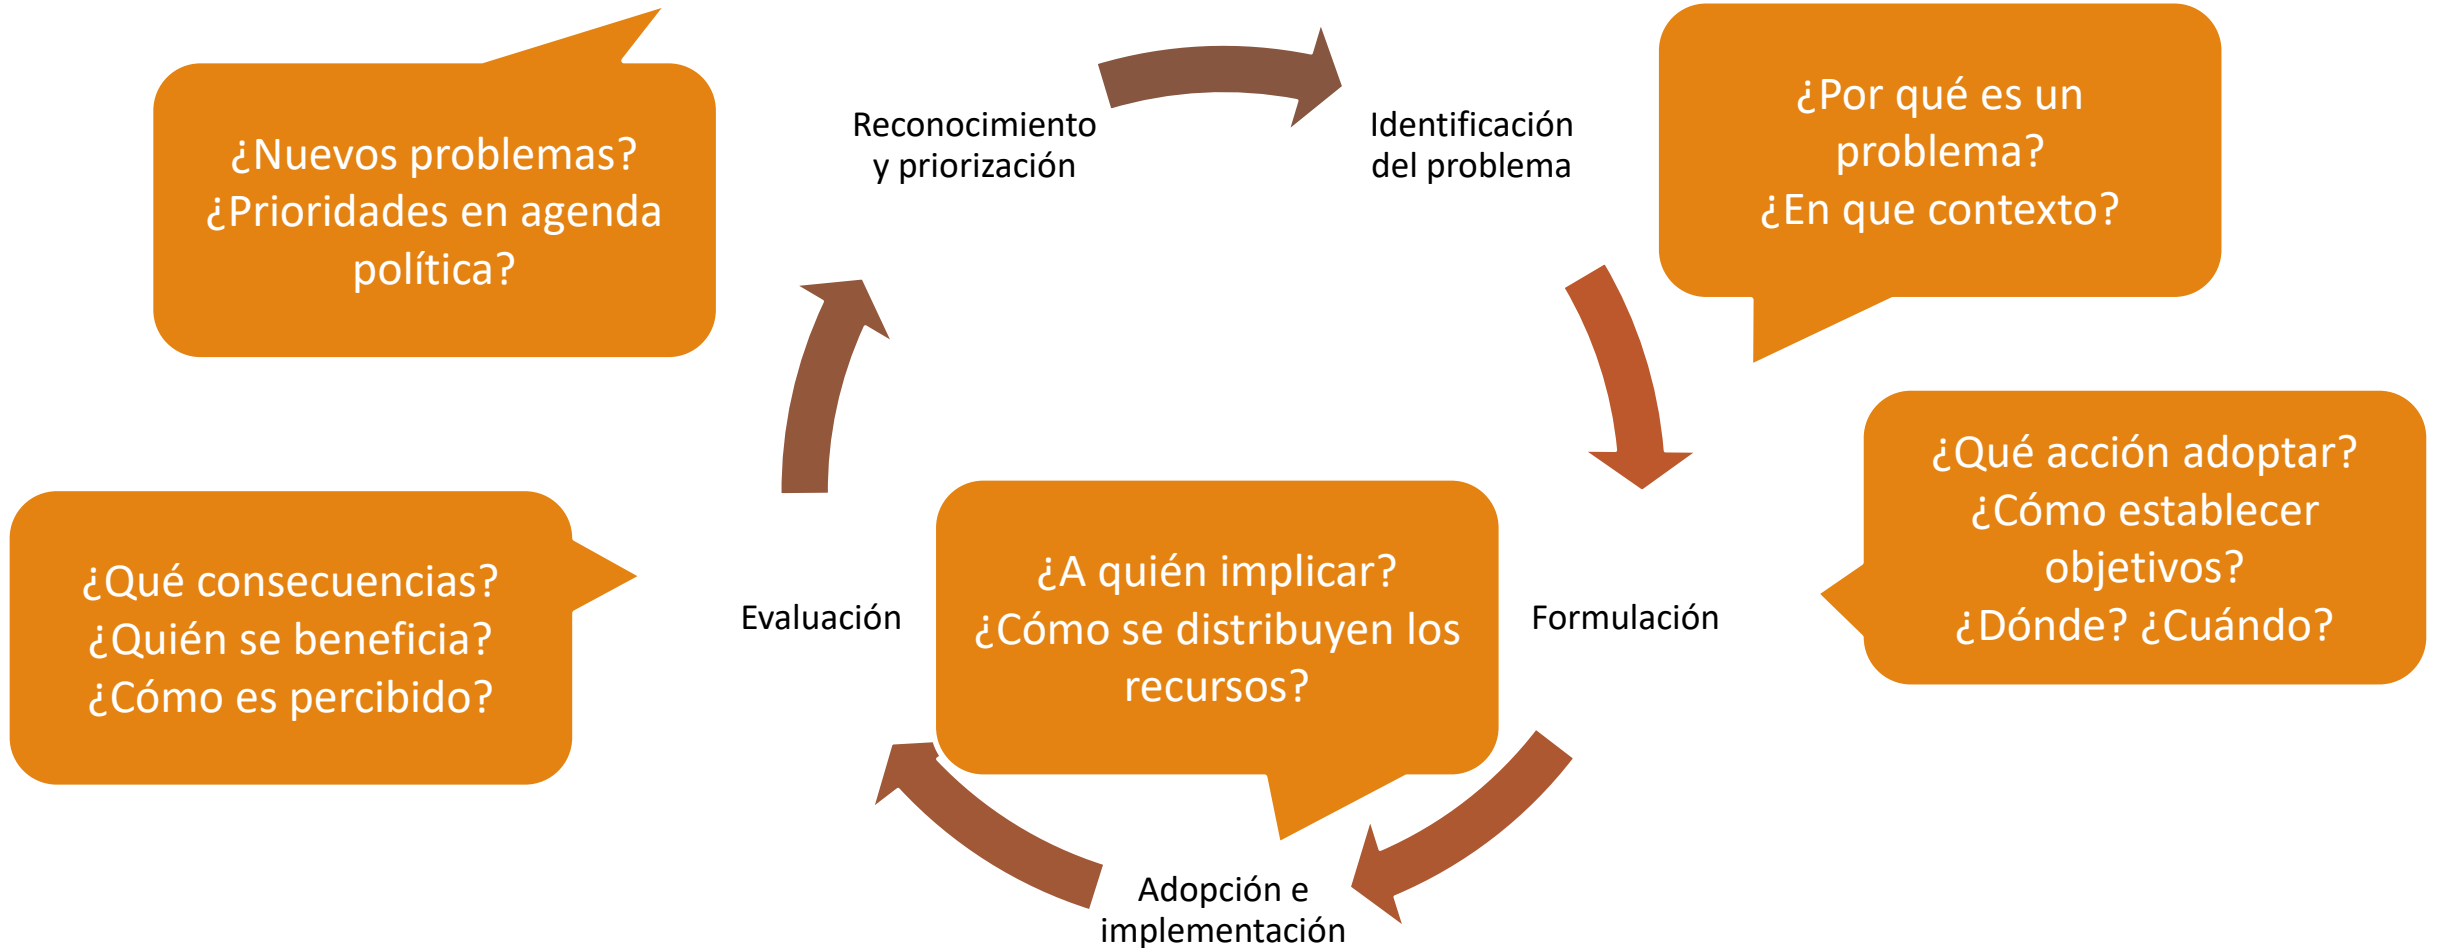 ¿Nuevos problemas?
¿Prioridades en agenda
política?
Reconocimiento
y priorización
Identificación
del problema
¿Por qué es un
problema?
¿En que contexto?
¿Qué acción adoptar?
¿Cómo establecer
objetivos?
¿Dónde? ¿Cuándo?
Formulación
¿A quién implicar?
¿Cómo se distribuyen los
recursos?
Adopción e
implementación
Evaluación
¿Qué consecuencias?
¿Quién se beneficia?
¿Cómo es percibido?